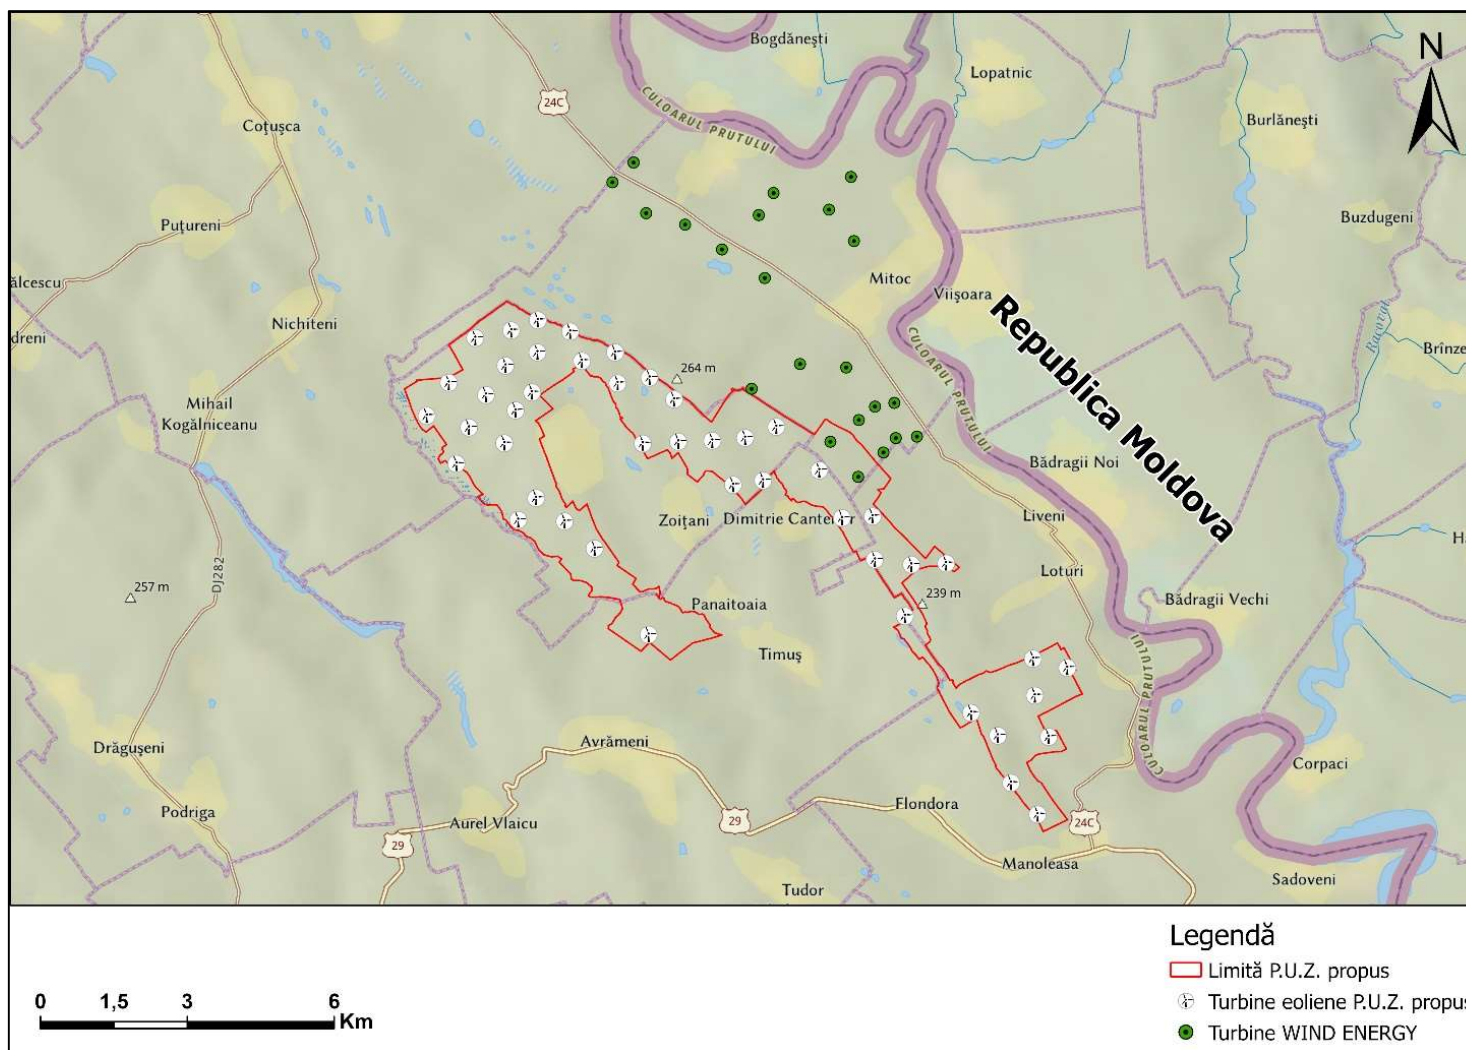 Bogdănești
Lopatnic
N
24C
CULOARUL PRUTULUI
Burlănești
Coțușca
Puțureni
Buzdugeni
ălcescu
Mitoc
Viișoara
Nichiteni
dreni
Republica Moldova
CULOARUL PRUTULUI
Racovăț
Brînze
264 m
Mihail
Kogălniceanu
Bădragii Noi
Zoițani
Liveni
H
DJ282
Loturi
257 m
239 m
Panaitoaia
Bădragii Vechi
Timuș
CULOARUL PRUTULUI
Drăgușeni
Avrămeni
Corpaci
Podriga
Aurel Vlaicu
29
29
Flondora
24C
Manoleasa
Tudor
Sadoveni
Legendă
Limită P.U.Z. propus
Turbine eoliene P.U.Z. propus
Turbine WIND ENERGY
0 1,5 3 6
Km